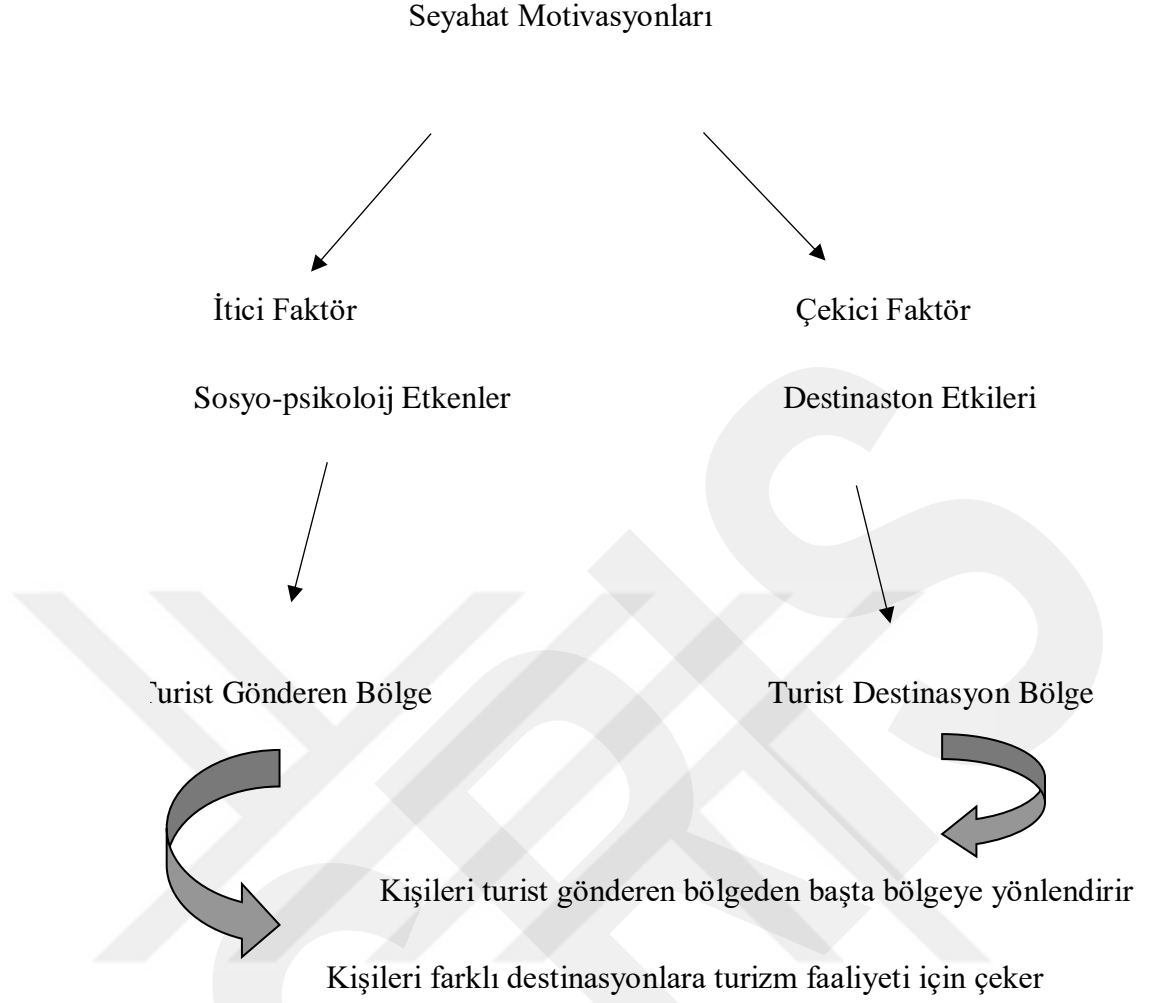 Seyahat Motivasyonları
İtici Faktör
Çekici Faktör
Sosyo-psikoloij Etkenler
Destinaston Etkileri
Turist Gönderen Bölge
Turist Destinasyon Bölge
Kişileri turist gönderen bölgeden başta bölgeye yönlendirir
Kişileri farklı destinasyonlara turizm faaliyeti için çeker